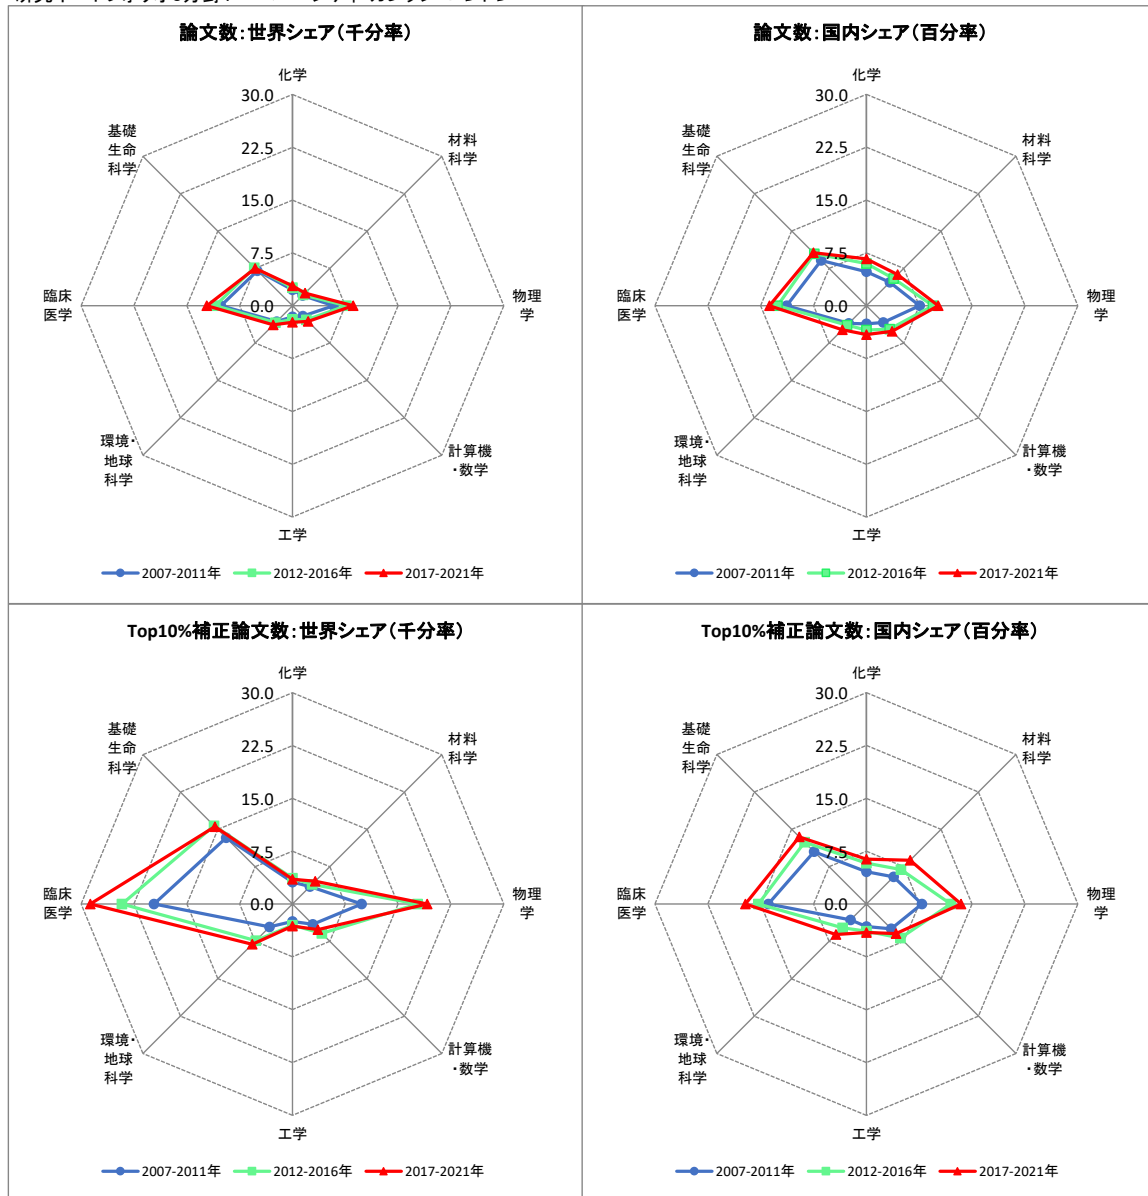 論文数：世界シェア（千分率）
化学
30.0
22.5
15.0
7.5
0.0
基礎
生命
科学
材料
科学
臨床
医学
物理
学
環境・
地球
科学
計算機
・数学
工学
2007-2011年 2012-2016年 2017-2021年
論文数：国内シェア（百分率）
化学
30.0
22.5
15.0
7.5
0.0
基礎
生命
科学
材料
科学
臨床
医学
物理
学
環境・
地球
科学
計算機
・数学
工学
2007-2011年 2012-2016年 2017-2021年
Top10%補正論文数：世界シェア（千分率）
化学
30.0
22.5
15.0
7.5
0.0
基礎
生命
科学
材料
科学
臨床
医学
物理
学
環境・
地球
科学
計算機
・数学
工学
2007-2011年 2012-2016年 2017-2021年
Top10%補正論文数：国内シェア（百分率）
化学
30.0
22.5
15.0
7.5
0.0
基礎
生命
科学
材料
科学
臨床
医学
物理
学
環境・
地球
科学
計算機
・数学
工学
2007-2011年 2012-2016年 2017-2021年